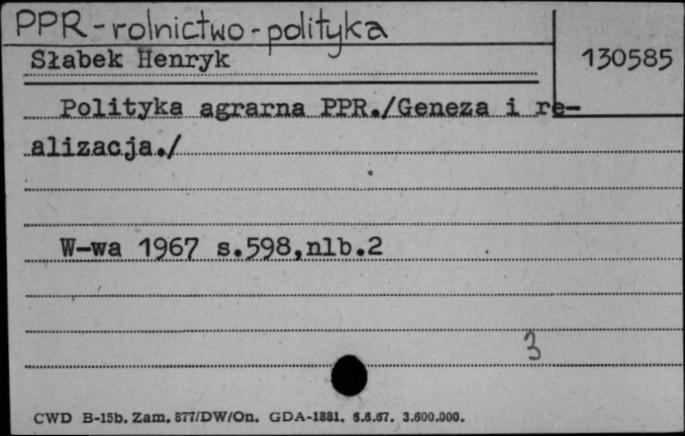 PPR - rolnictwo - polityka
Słabek Henryk
130585
Polityka agrarna PPR./Geneza i re-
alizacja./
W-wa 1967 s.598,nlb.2
3
CWD B-15b. Zam. 877/DW/On. GDA-1881. 5.6.67. 3.600.000.